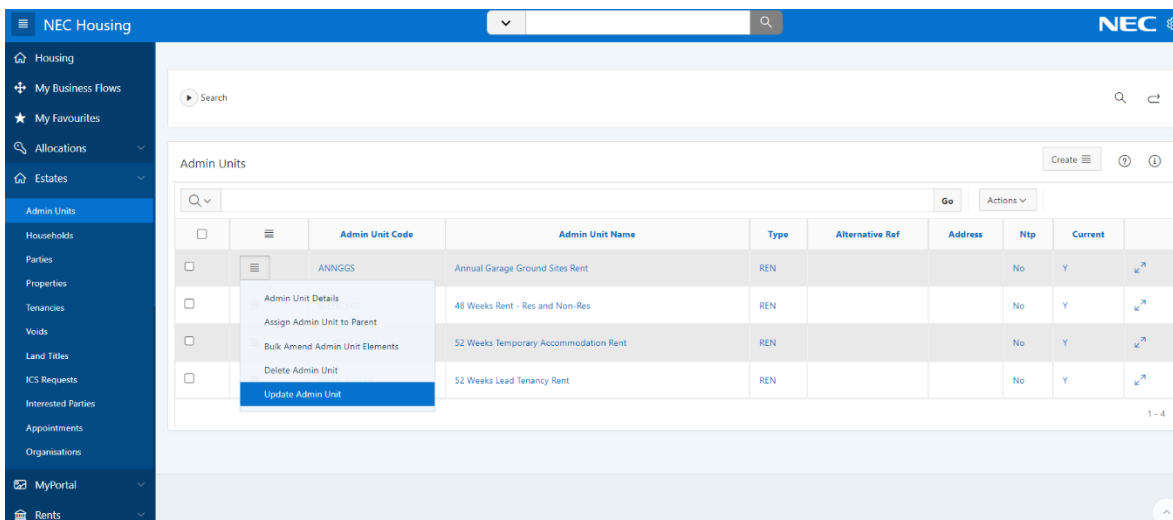 NEC Housing
NEC
Housing
My Business Flows
My Favourites
Allocations
Estates
Admin Units
Households
Parties
Properties
Tenancies
Voids
Land Titles
ICS Requests
Interested Parties
Appointments
Organisations
MyPortal
Rents
Search
Admin Units
Create
Go
Actions
Admin Unit Code Admin Unit Name Type Alternative Ref Address Ntp Current
ANNGGS Annual Garage Ground Sites Rent REN No Y
48 Weeks Rent - Res and Non-Res REN No Y
52 Weeks Temporary Accommodation Rent REN No Y
52 Weeks Lead Tenancy Rent REN No Y
Admin Unit Details
Assign Admin Unit to Parent
Bulk Amend Admin Unit Elements
Delete Admin Unit
Update Admin Unit
1 - 4